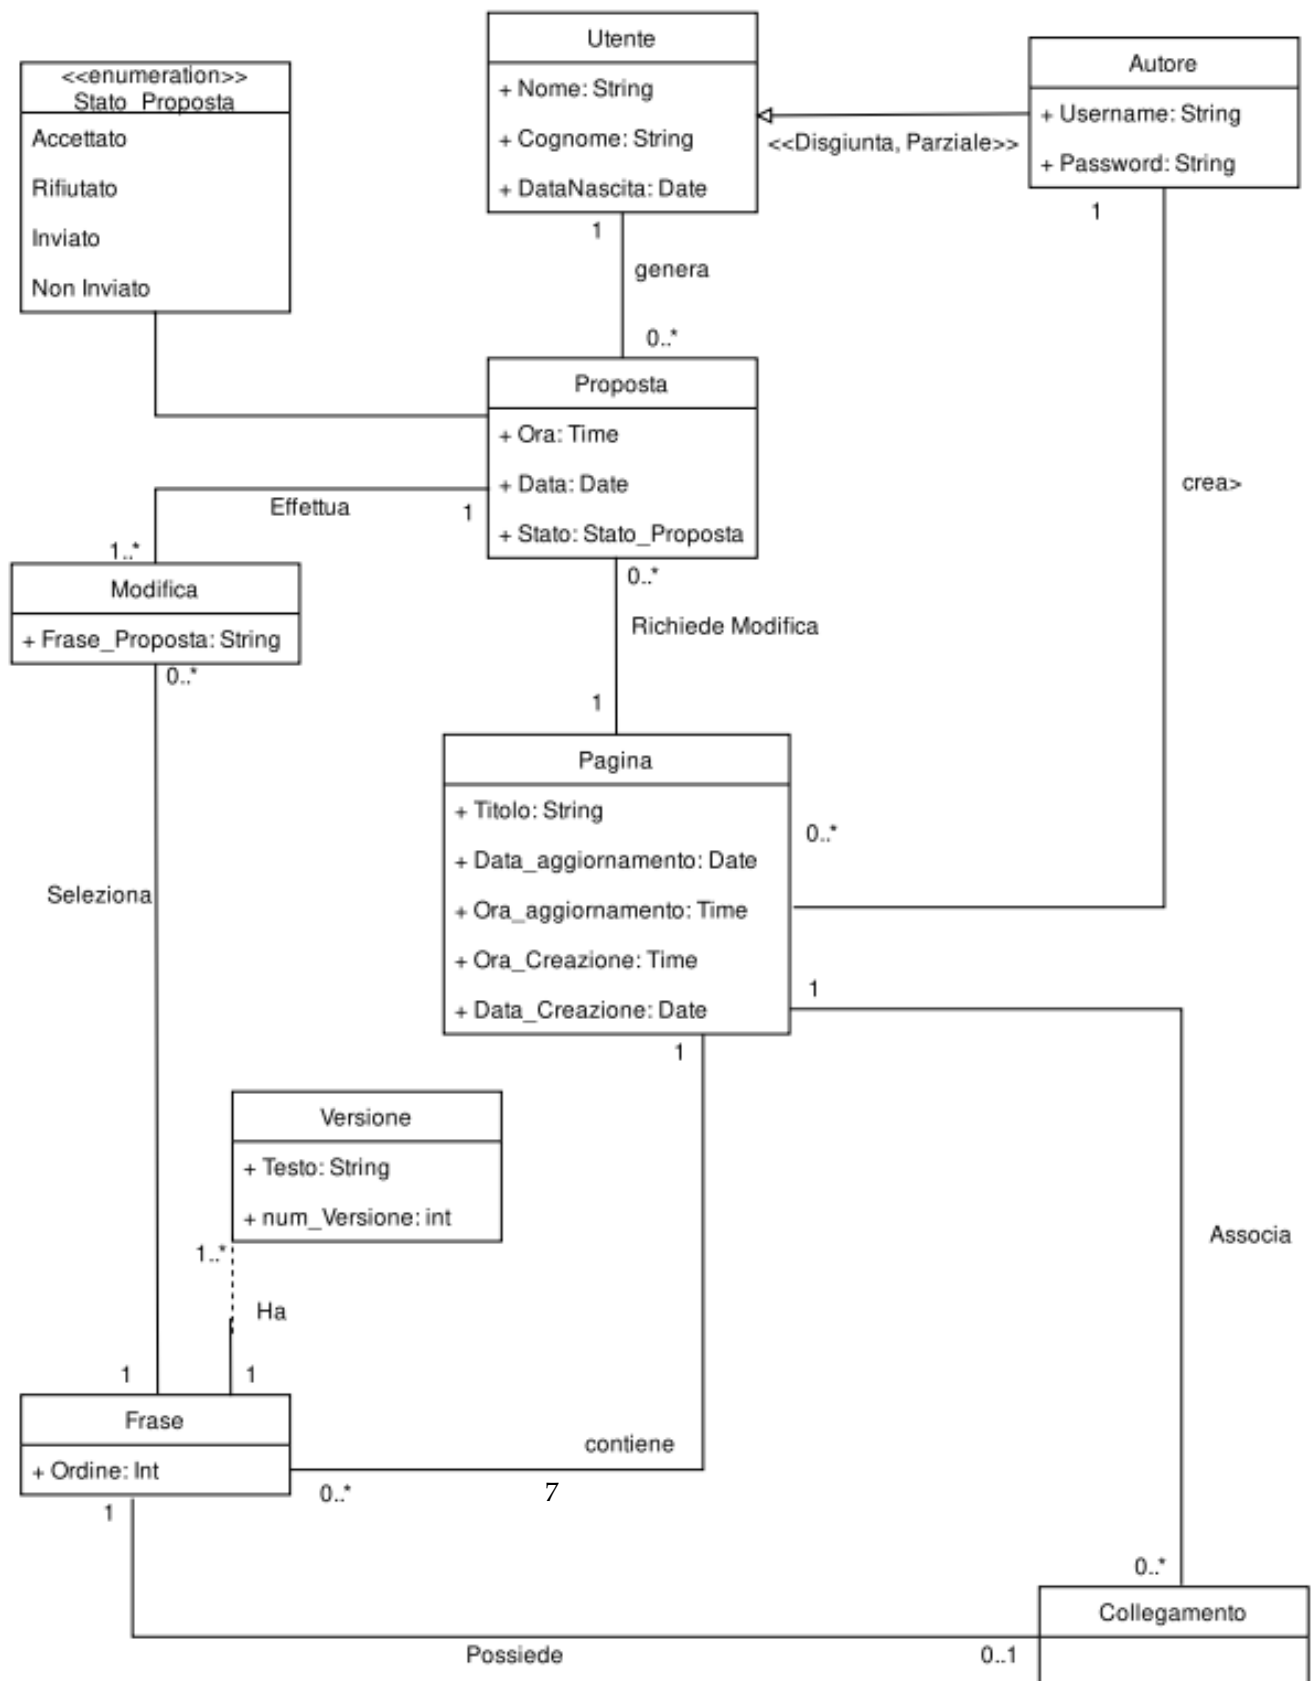 Utente
+ Nome: String
+ Cognome: String
+ DataNascita: Date
<<enumeration>>
Stato_Proposta
Accettato
Rifiutato
Inviato
Non Inviato
Autore
+ Username: String
+ Password: String
<<Disgiunta, Parziale>>
1
1
genera
0..*
Proposta
+ Ora: Time
+ Data: Date
+ Stato: Stato_Proposta
crea>
Effettua
1
1..*
Modifica
+ Frase_Proposta: String
0..*
0..*
Richiede Modifica
1
Pagina
+ Titolo: String
+ Data_aggiornamento: Date
+ Ora_aggiornamento: Time
+ Ora_Creazione: Time
+ Data_Creazione: Date
0..*
Seleziona
1
1
Versione
+ Testo: String
+ num_Versione: int
1..*
Ha
Associa
1
1
Frase
+ Ordine: Int
contiene
0..*
7
1
0..*
Collegamento
Possiede
0..1